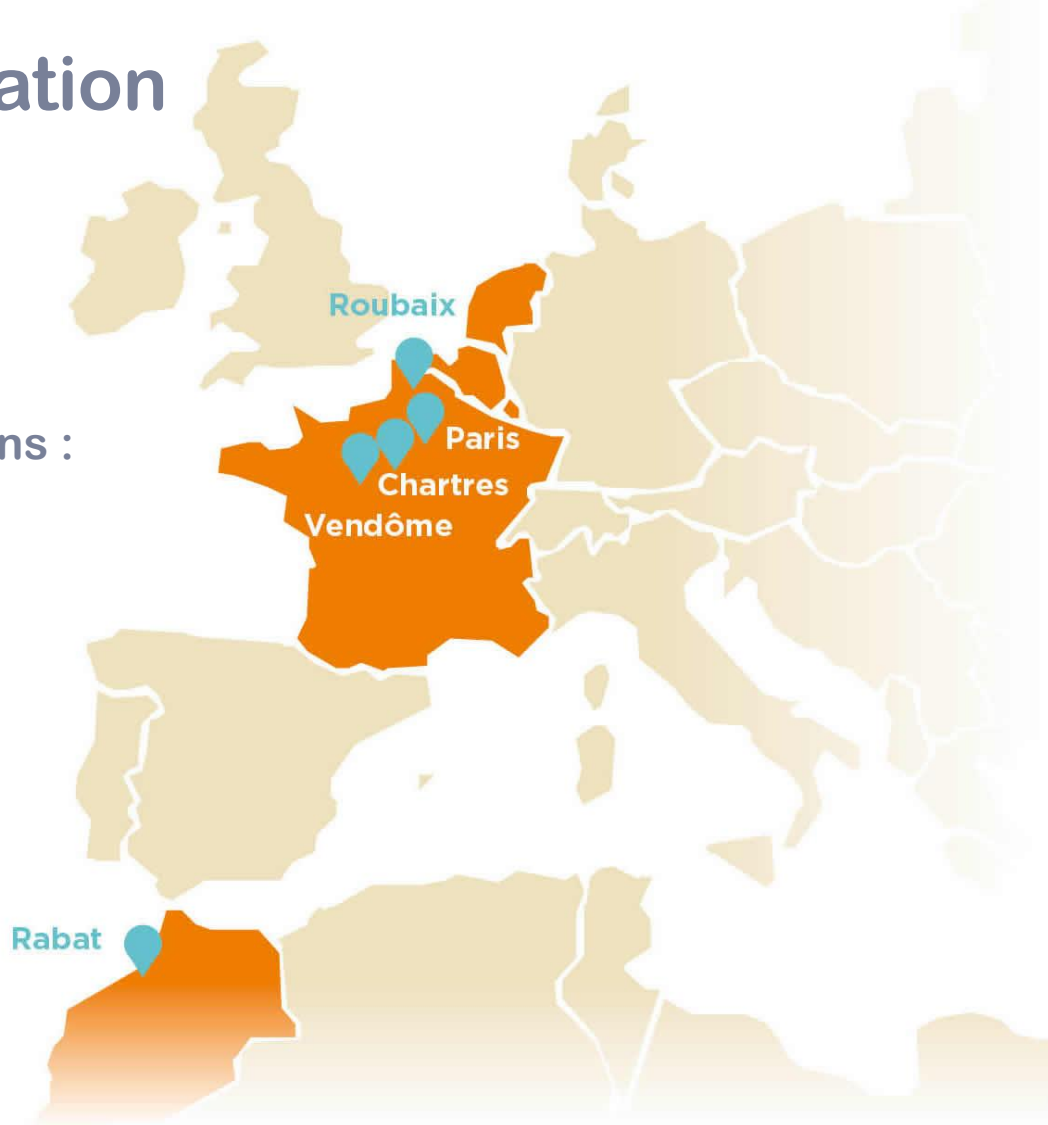 ation
Roubaix
ns :
Paris
Chartres
Vendôme
Rabat